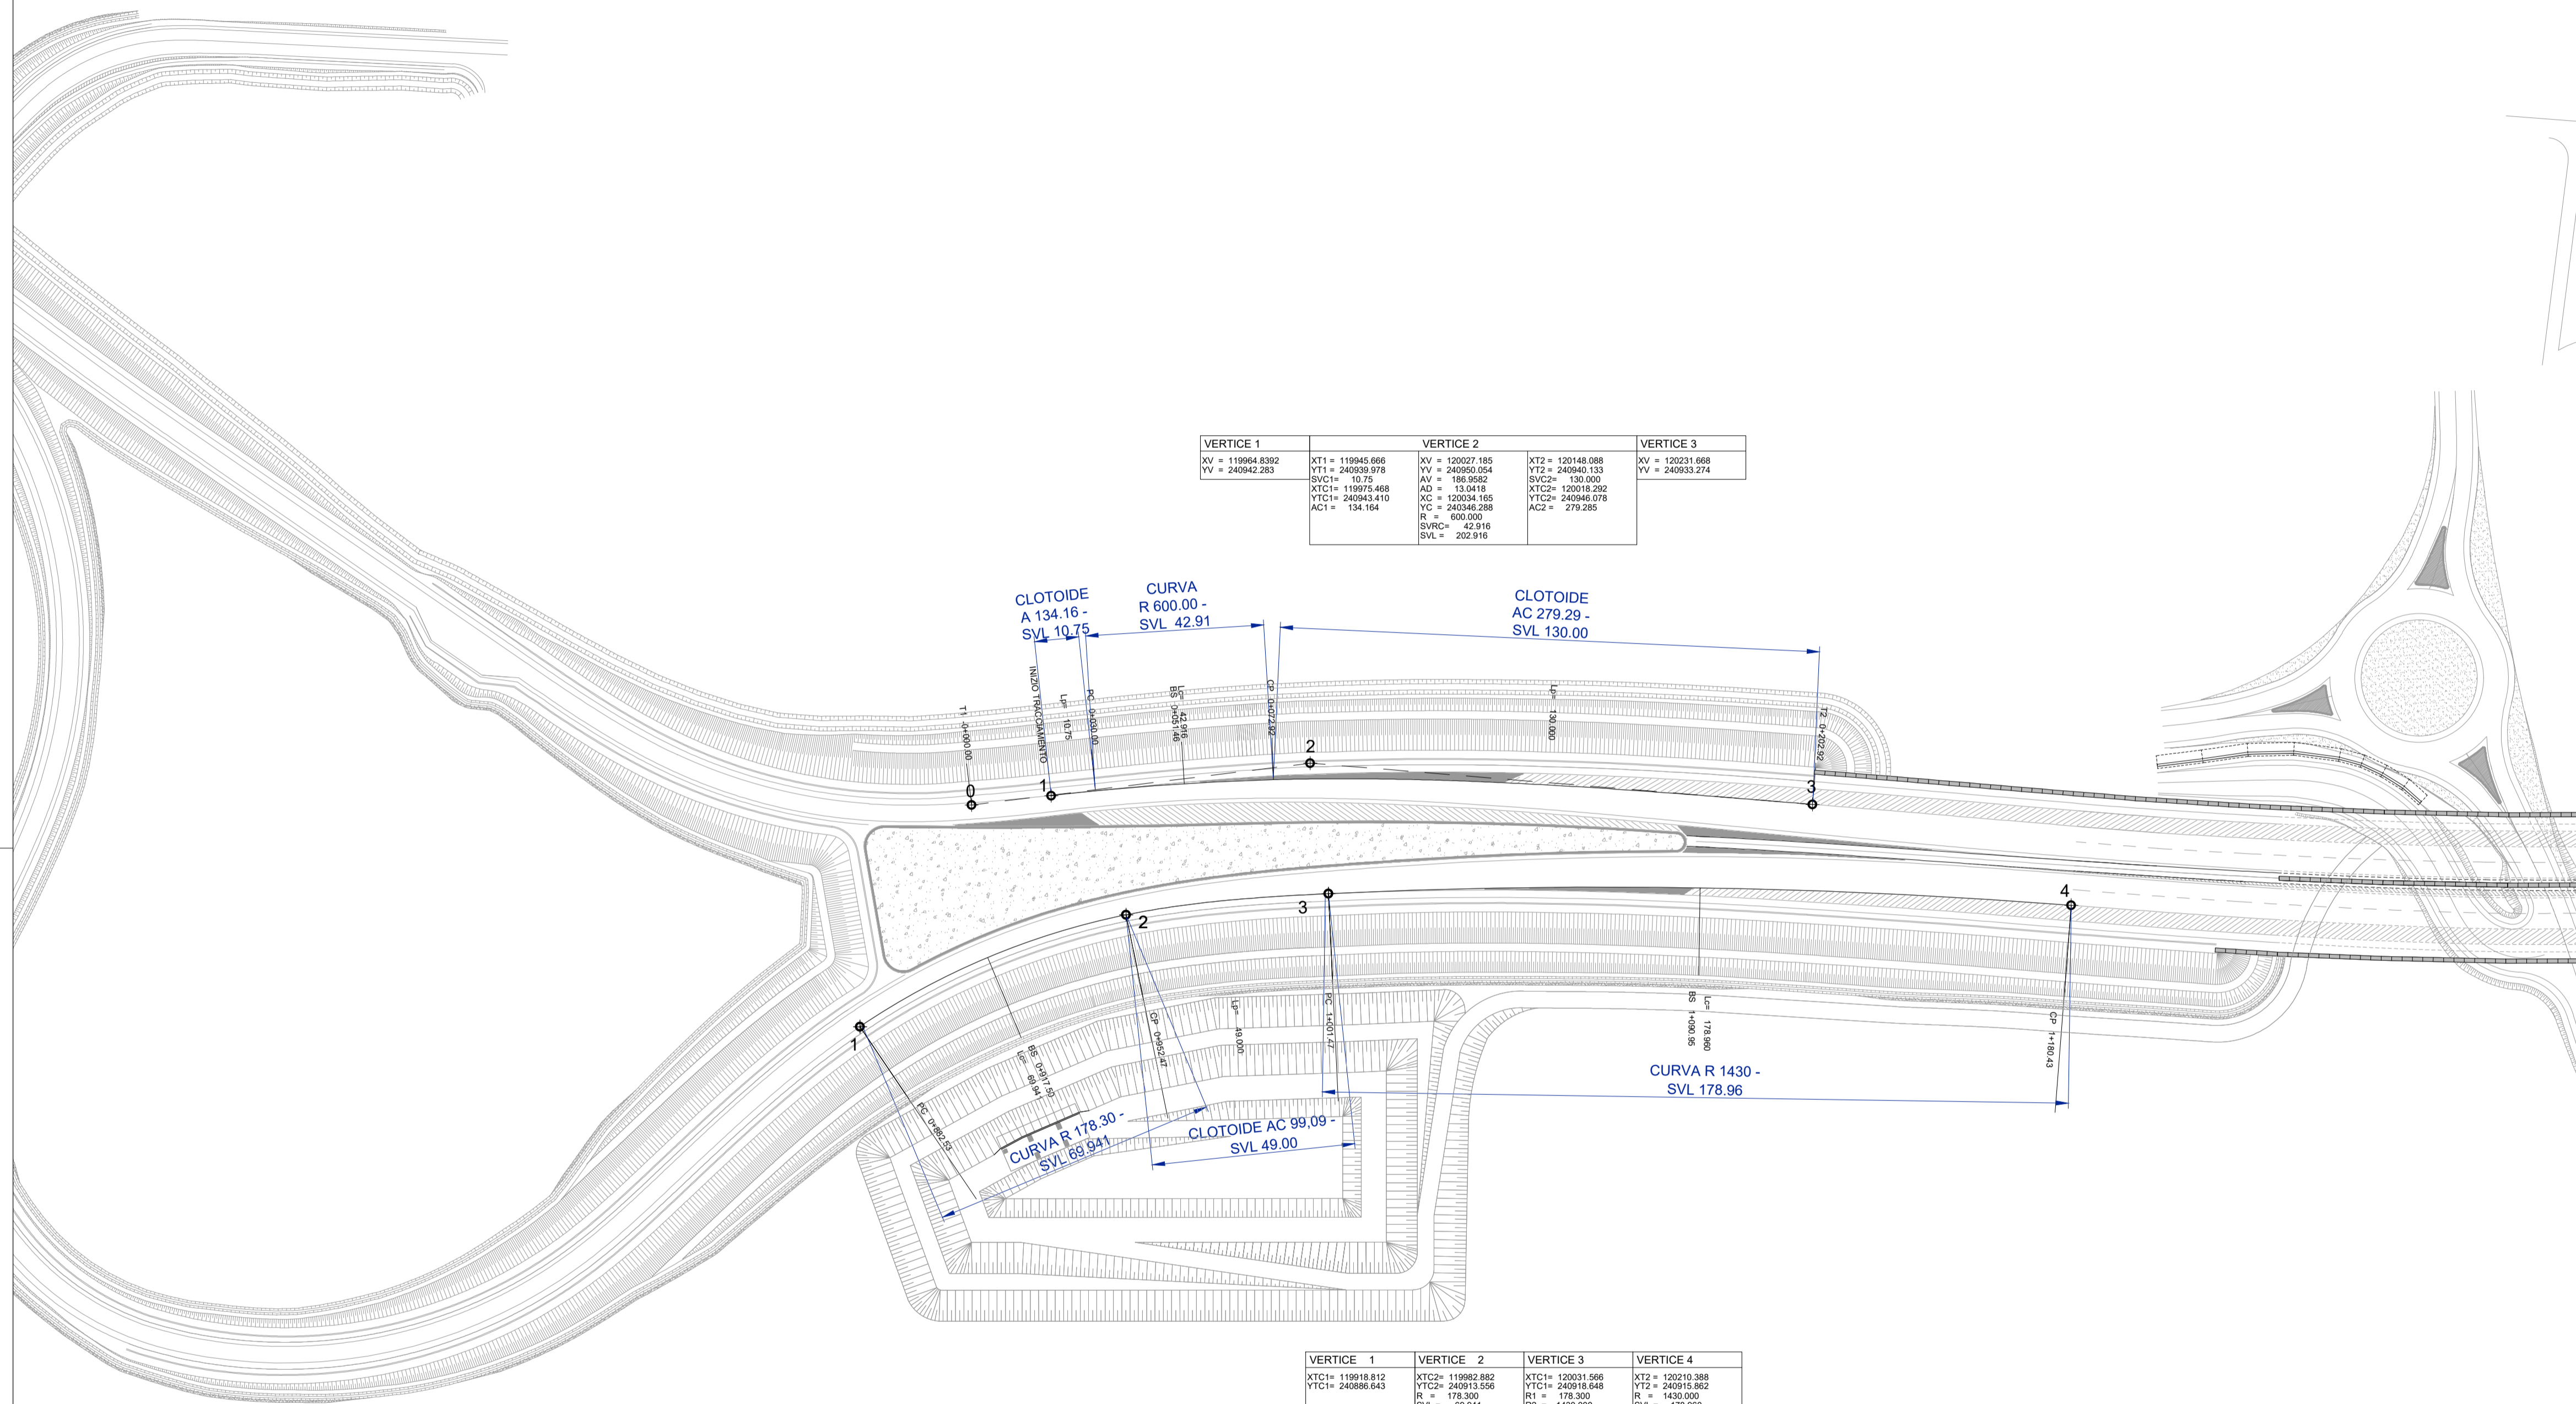 VERTICE 1
VERTICE 2
VERTICE 3
XV = 119964.8392
YV = 240942.283
XT1 = 119945.666
YT1 = 240939.978
SVC1= 10.75
XTC1= 119975.468
YTC1= 240943.410
AC1 = 134.164
XV = 120027.185
YV = 240950.054
AV = 186.9582
AD = 13.0418
XC = 120034.165
YC = 240346.288
R = 600.000
SVRC= 42.916
SVL = 202.916
XT2 = 120148.088
YT2 = 240940.133
SVC2= 130.000
XTC2= 120018.292
YTC2= 240946.078
AC2 = 279.285
XV = 120231.668
YV = 240933.274
CLOTOIDE
A 134.16 -
SVL 10.75
CURVA
R 600.00 -
SVL 42.91
CLOTOIDE
AC 279.29 -
SVL 130.00
T1 -0+000.00
INIZIO TRACCIAMENTO
Lp= 10.75
PC 0+030.00
Lc= 42.916
BS 0+051.46
CP 0+072.92
Lp= 130.000
T2 0+202.92
0
1
2
3
1
2
3
4
PC 0+882.53
BS 0+917.50
Lc= 69.941
CP 0+952.47
Lp= 49.000
PC 1+001.47
BS 1+090.95
Lc= 178.960
CP 1+180.43
CURVA R 1430 -
SVL 178.96
CURVA R 178.30 -
SVL 69.941
CLOTOIDE AC 99,09 -
SVL 49.00
VERTICE 1
VERTICE 2
VERTICE 3
VERTICE 4
XTC1= 119918.812
YTC1= 240886.643
XTC2= 119982.882
YTC2= 240913.556
R = 178.300
XTC1= 120031.566
YTC1= 240918.648
R1 = 178.300
XT2 = 120210.388
YT2 = 240915.862
R = 1430.000